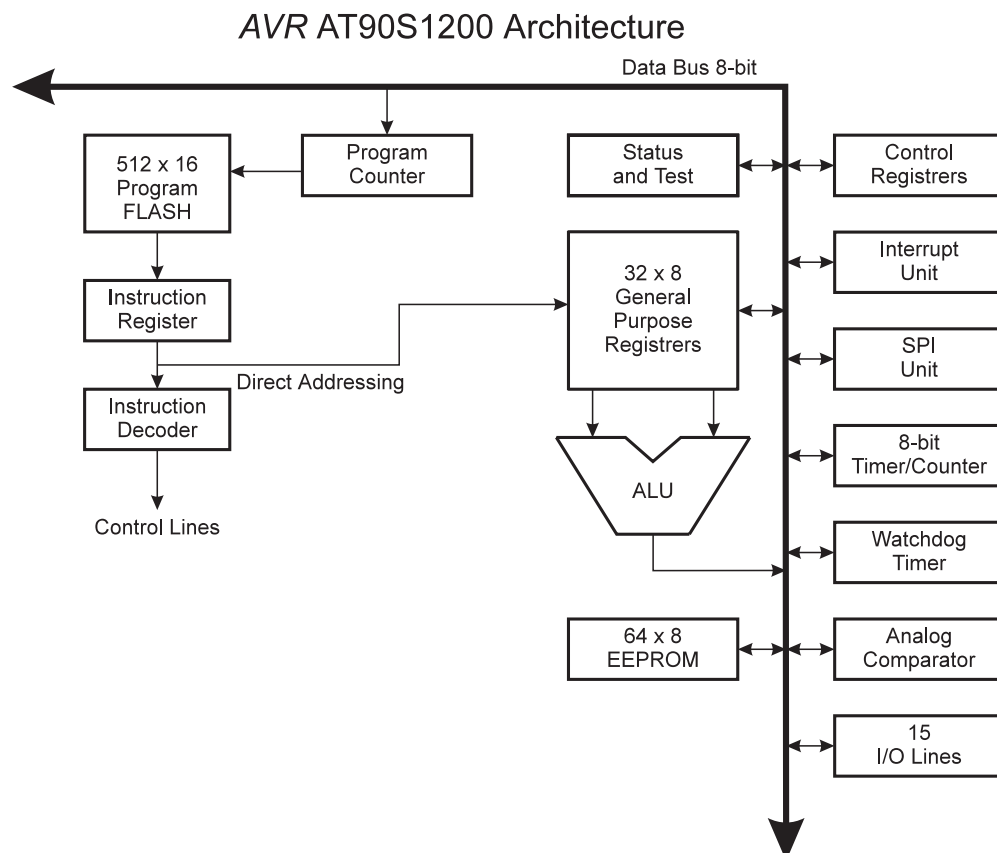 AVR AT90S1200 Architecture
Data Bus 8-bit
512 x 16
Program
FLASH
Program
Counter
Status
and Test
Control
Registrers
Instruction
Register
32 x 8
General
Purpose
Registrers
Interrupt
Unit
Direct Addressing
SPI
Unit
Instruction
Decoder
8-bit
Timer/Counter
Control Lines
ALU
Watchdog
Timer
64 x 8
EEPROM
Analog
Comparator
15
I/O Lines